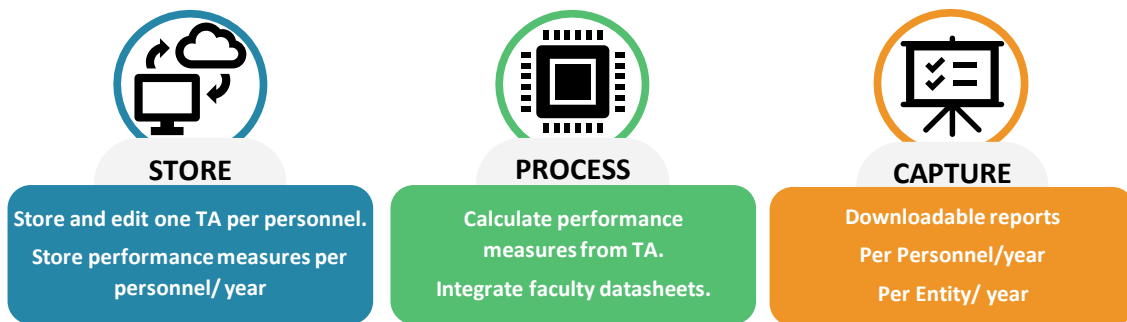 STORE
Store and edit one TA per personnel.
Store performance measures per
personnel/ year
PROCESS
Calculate performance
measures from TA.
Integrate faculty datasheets.
CAPTURE
Downloadable reports
Per Personnel/year
Per Entity/ year